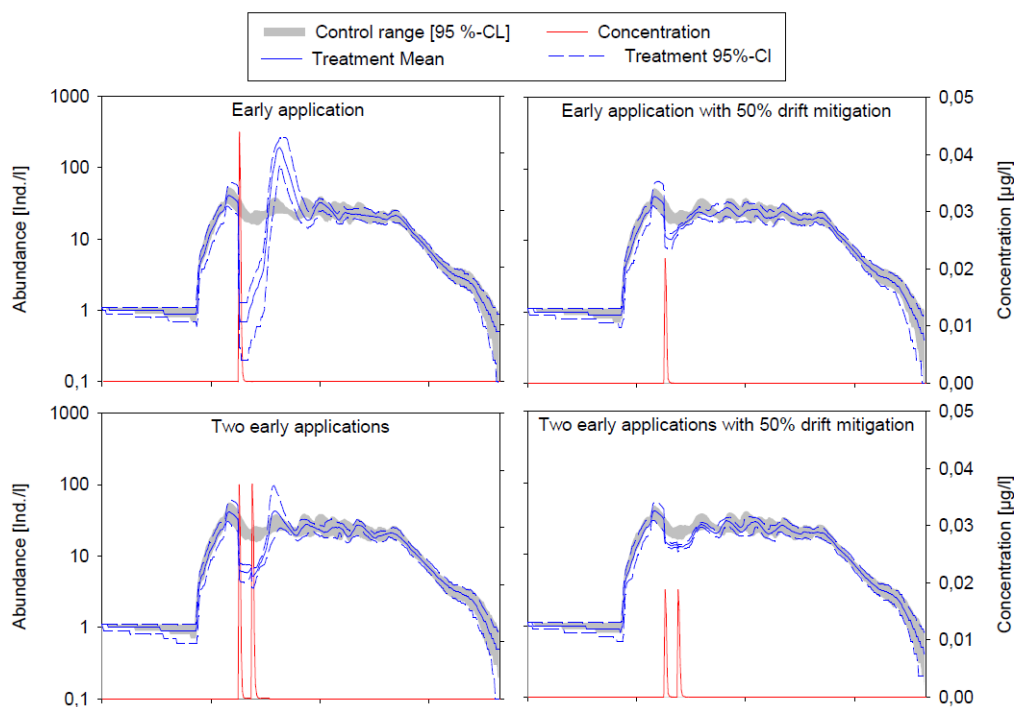 Control range [95 %-CL]
Concentration
Treatment Mean
Treatment 95%-CI
Early application
Early application with 50% drift mitigation
1000
100
10
1
0,1
Abundance [Ind./l]
0,05
0,04
0,03
0,02
0,01
0,00
Concentration [µg/l]
Two early applications
Two early applications with 50% drift mitigation
1000
100
10
1
0,1
Abundance [Ind./l]
0,05
0,04
0,03
0,02
0,01
0,00
Concentration [µg/l]